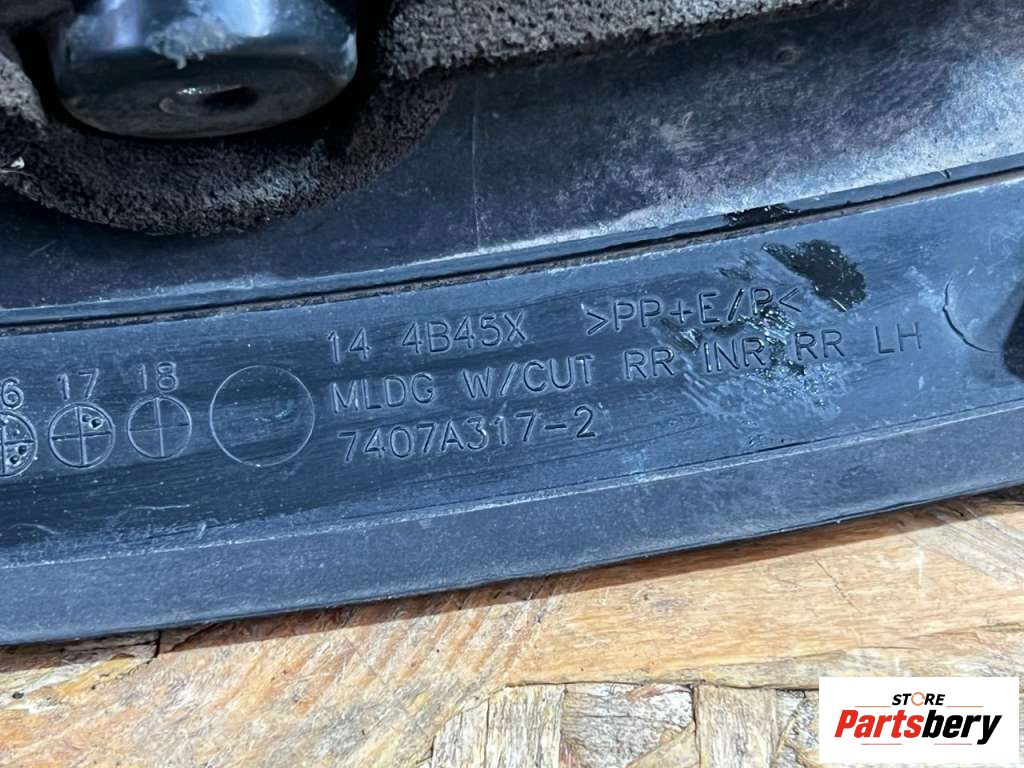 14 4B45X >PP+E/P<
6 17 18
MLDG W/CUT RR INR RR LH
7407A317-2
STORE
Partsbery